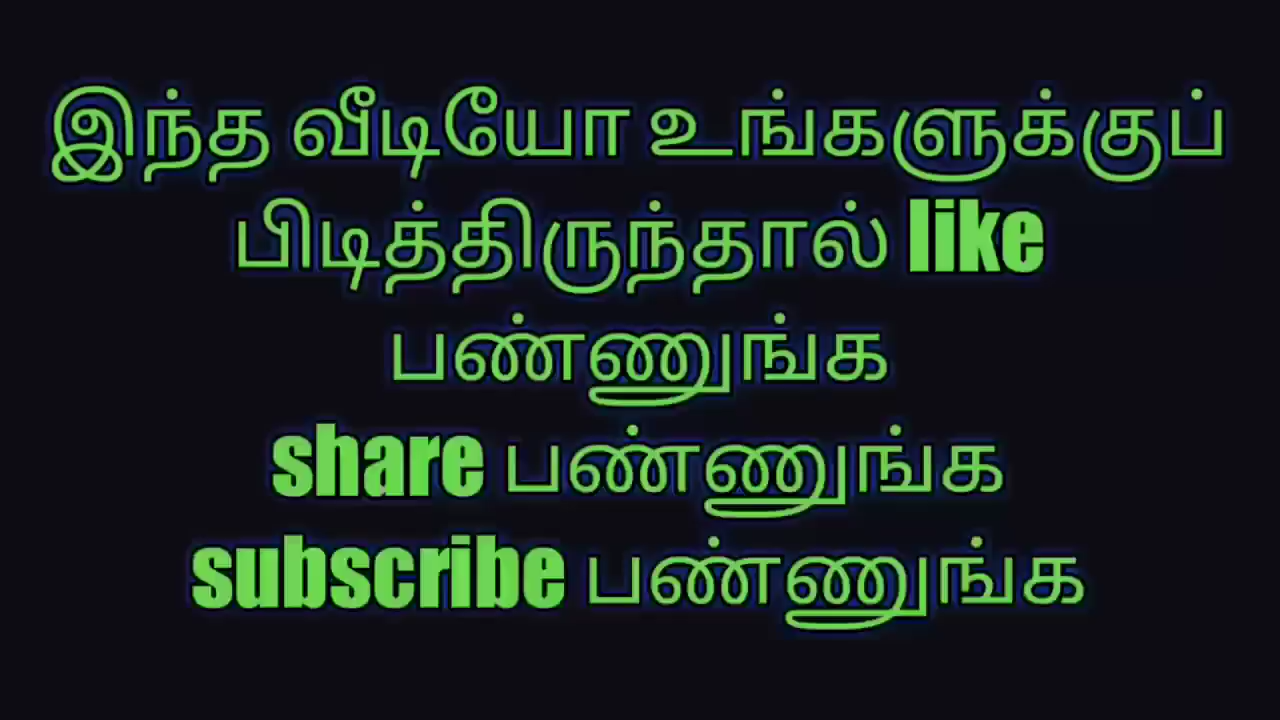 இந்த வீடியோ உங்களுக்குப்
பிடித்திருந்தால் like
பண்ணுங்க
share பண்ணுங்க
subscribe பண்ணுங்க